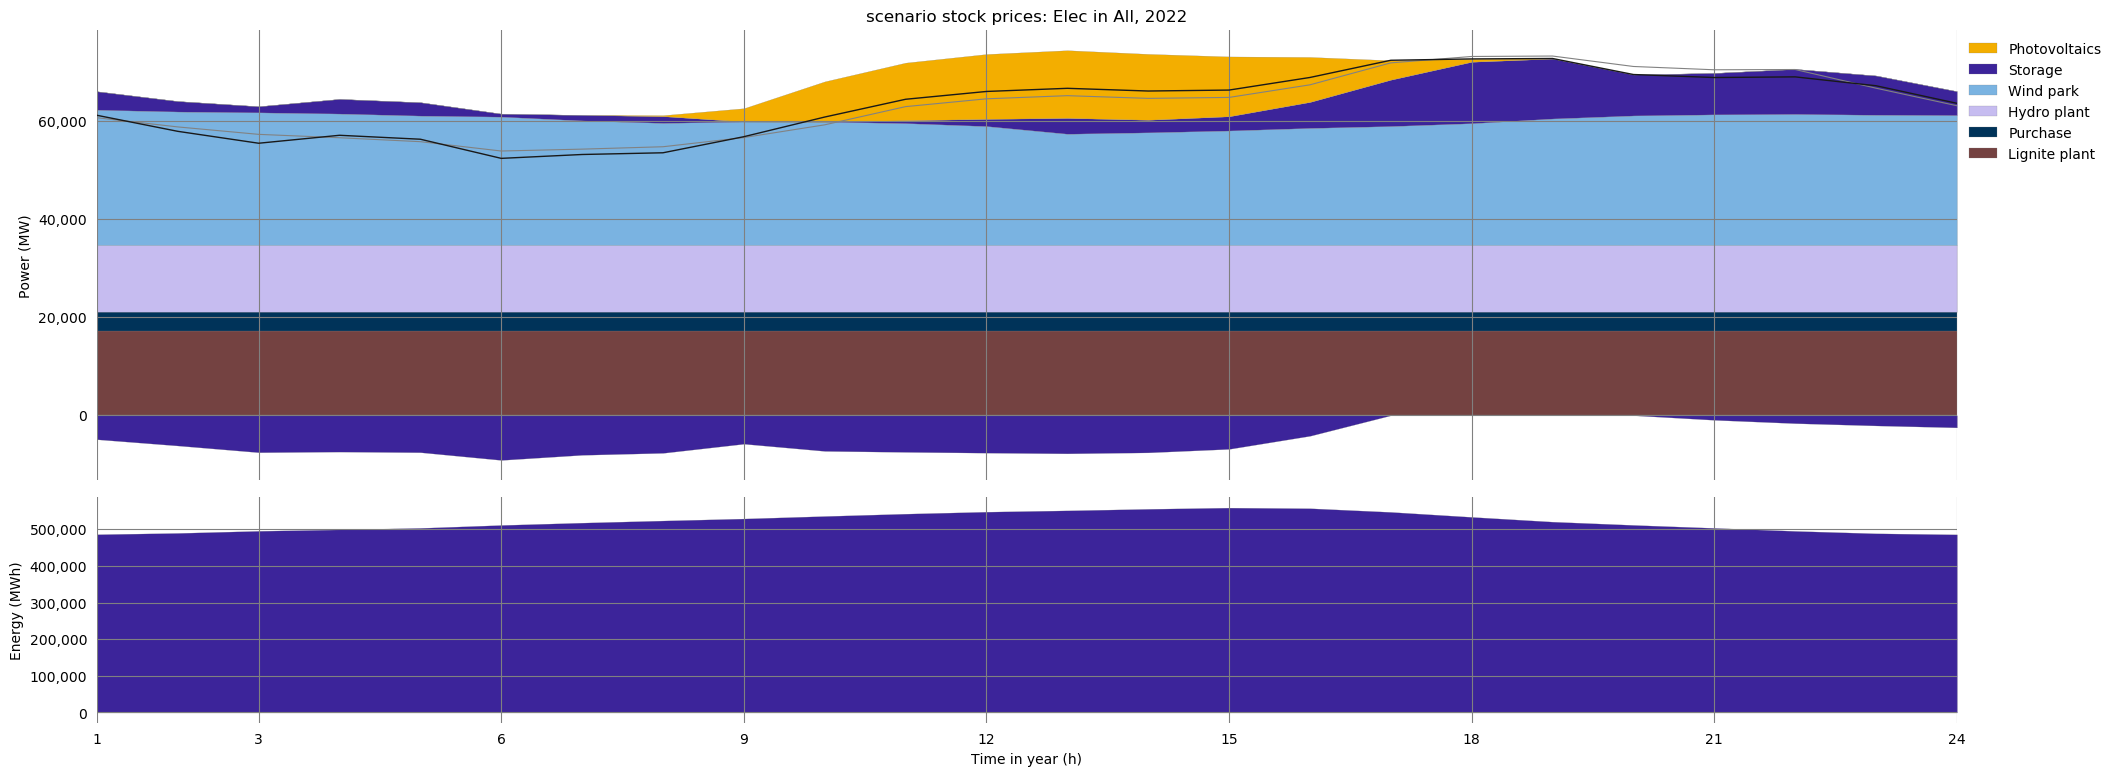 scenario stock prices: Elec in All, 2022
Photovoltaics
Storage
Wind park
Hydro plant
Purchase
Lignite plant
Power (MW)
60,000
40,000
20,000
0
Energy (MWh)
500,000
400,000
300,000
200,000
100,000
0
1 3 6 9 12 15 18 21 24
Time in year (h)